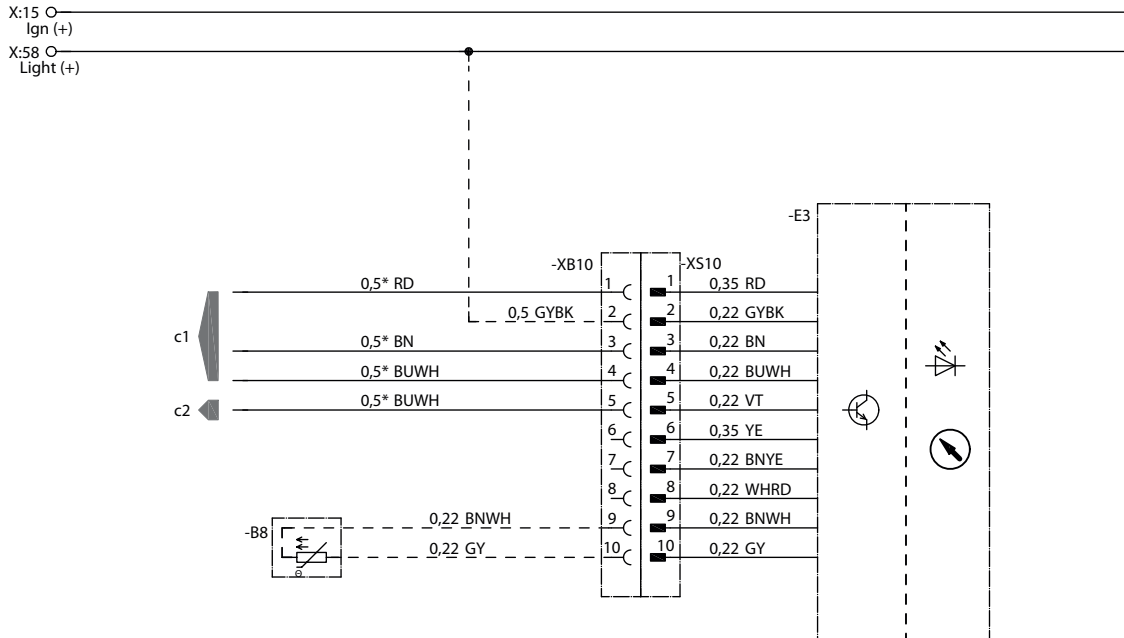 X:15
Ign (+)
X:58
Light (+)
-E3
-XB10
-XS10
0,5* RD 1 1 0,35 RD
0,5 GYBK 2 2 0,22 GYBK
c1
0,5* BN 3 3 0,22 BN
0,5* BUWH 4 4 0,22 BUWH
c2 0,5* BUWH 5 5 0,22 VT
6 6 0,35 YE
7 7 0,22 BNYE
8 8 0,22 WHRD
-B8 0,22 BNWH 9 9 0,22 BNWH
0,22 GY 10 10 0,22 GY
Θ